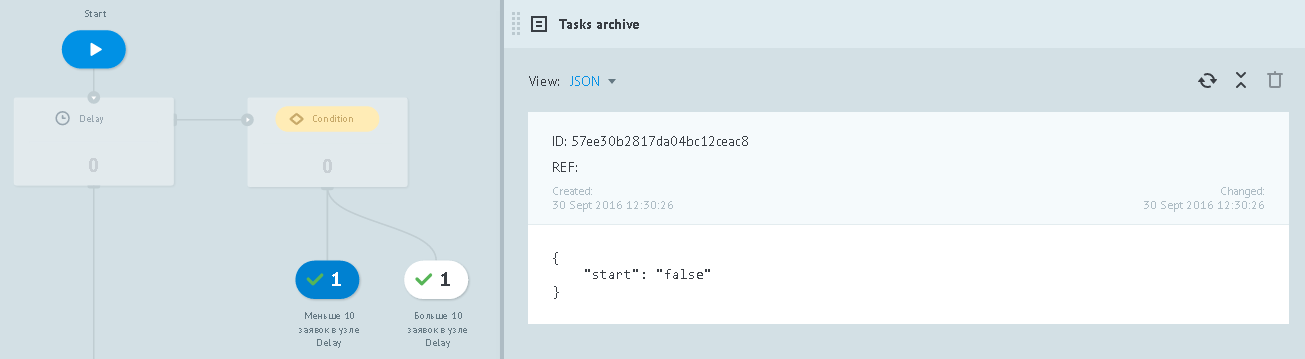 Start
Delay
0
Condition
0
1
Меньше 10
заявок в узле
Delay
1
Больше 10
заявок в узле
Delay
Tasks archive
View: JSON
ID: 57ee30b2817da04bc12ceac8
REF:
Created:
30 Sept 2016 12:30:26
Changed:
30 Sept 2016 12:30:26
{
"start": "false"
}